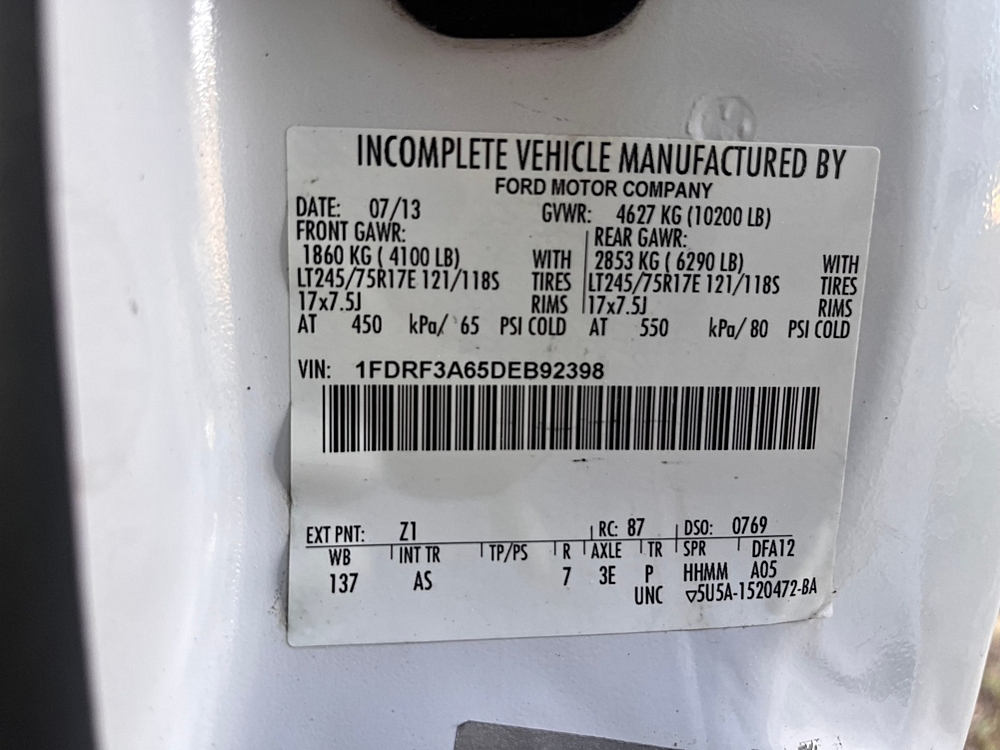 INCOMPLETE VEHICLE MANUFACTURED BY
FORD MOTOR COMPANY
DATE: 07/13 GVWR: 4627 KG (10200 LB)
FRONT GAWR: REAR GAWR:
1860 KG ( 4100 LB) WITH 2853 KG ( 6290 LB) WITH
LT245/75R17E 121/118S TIRES LT245/75R17E 121/118S TIRES
17x7.5J RIMS 17x7.5J RIMS
AT 450 kPa/ 65 PSI COLD AT 550 kPa/ 80 PSI COLD
VIN: 1FDRF3A65DEB92398
EXT PNT: Z1 RC: 87 DSO: 0769
WB INT TR TP/PS R AXLE TR SPR DFA12
137 AS 7 3E P HHMM A05
UNC ▽5U5A-1520472-BA